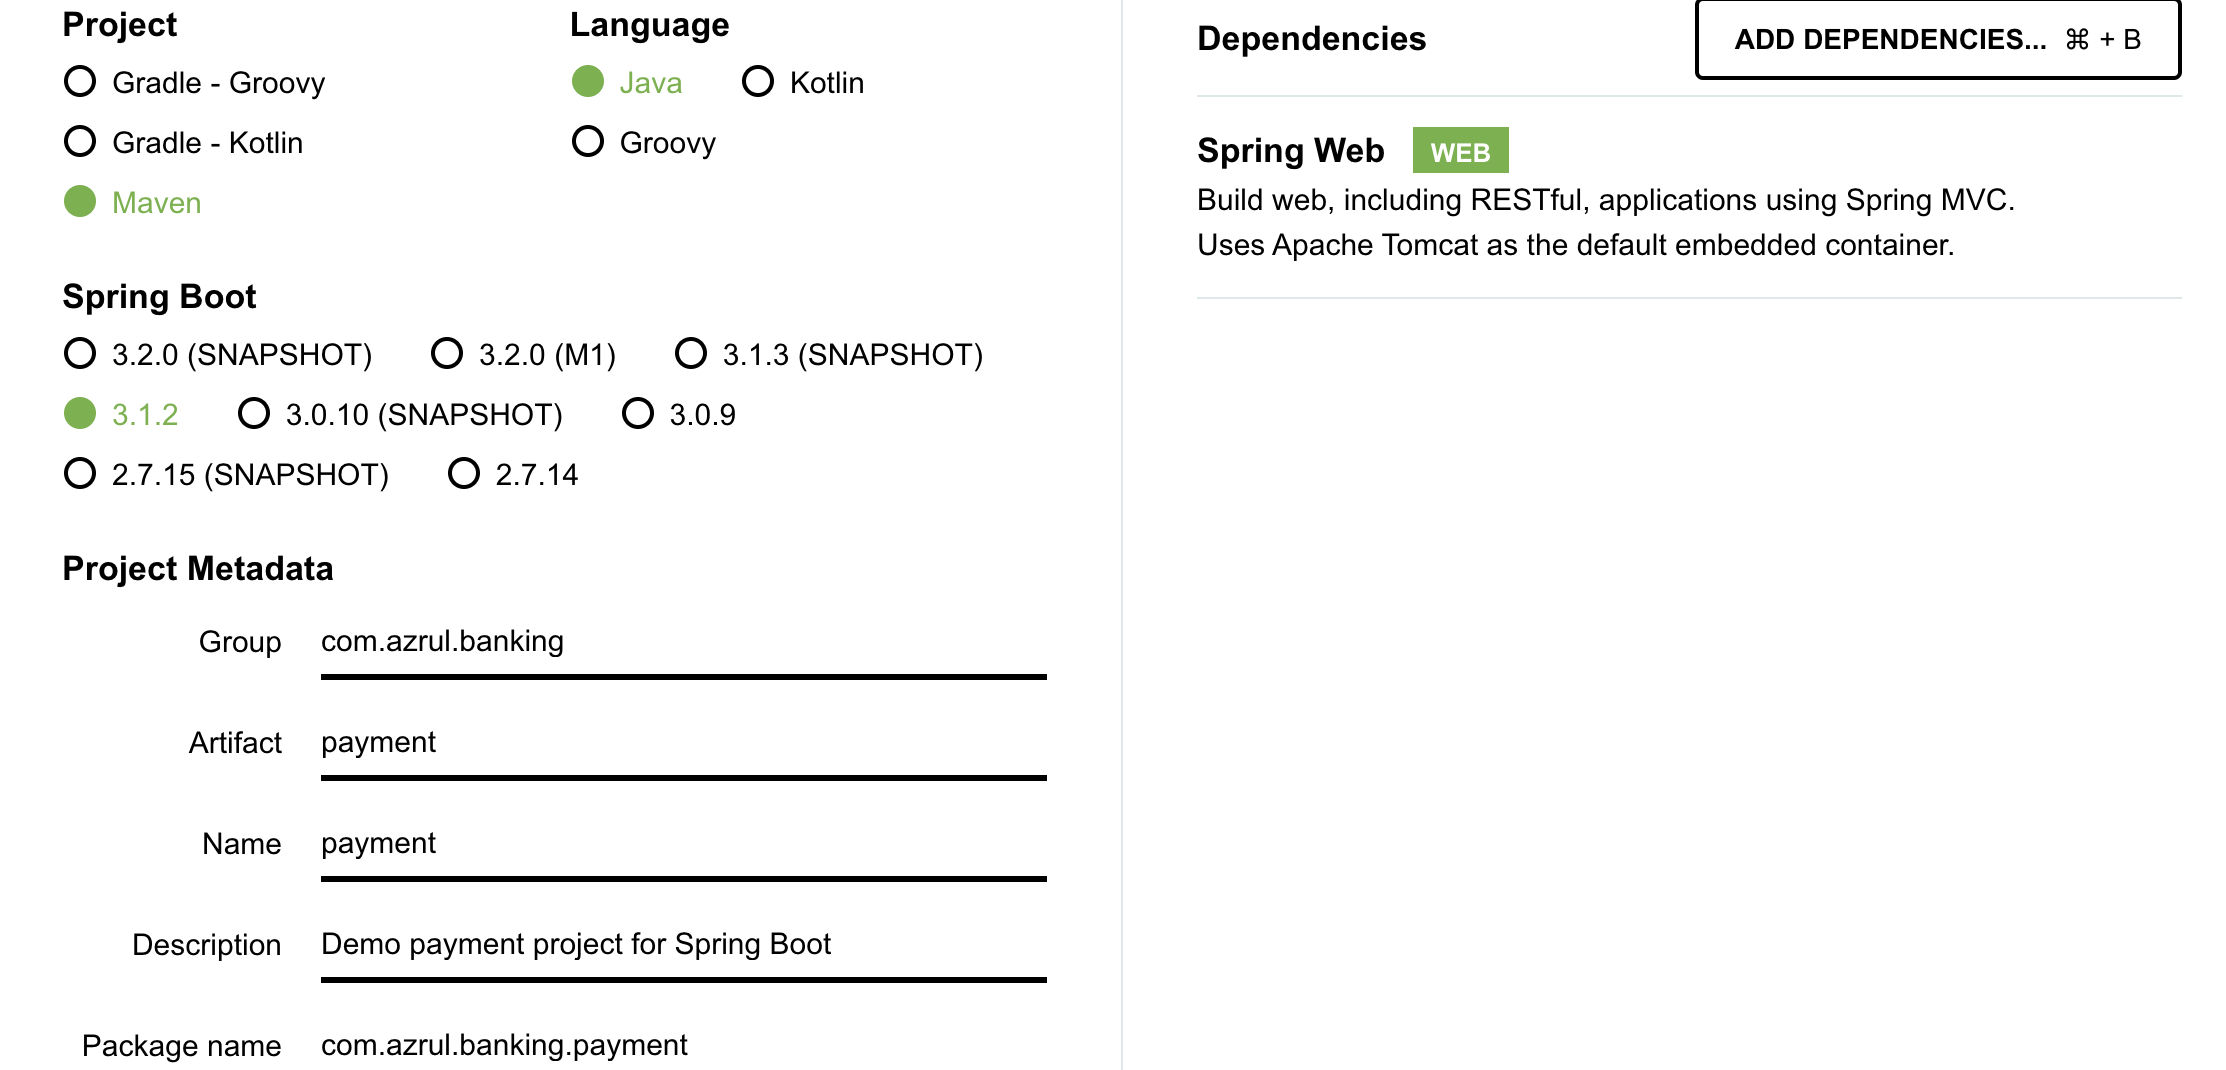 Project
Gradle - Groovy
Gradle - Kotlin
Maven
Language
Java Kotlin
Groovy
Spring Boot
3.2.0 (SNAPSHOT) 3.2.0 (M1) 3.1.3 (SNAPSHOT)
3.1.2 3.0.10 (SNAPSHOT) 3.0.9
2.7.15 (SNAPSHOT) 2.7.14
Project Metadata
Group com.azrul.banking
Artifact payment
Name payment
Description Demo payment project for Spring Boot
Package name com.azrul.banking.payment
Dependencies
ADD DEPENDENCIES... ⌘ + B
Spring Web WEB
Build web, including RESTful, applications using Spring MVC.
Uses Apache Tomcat as the default embedded container.